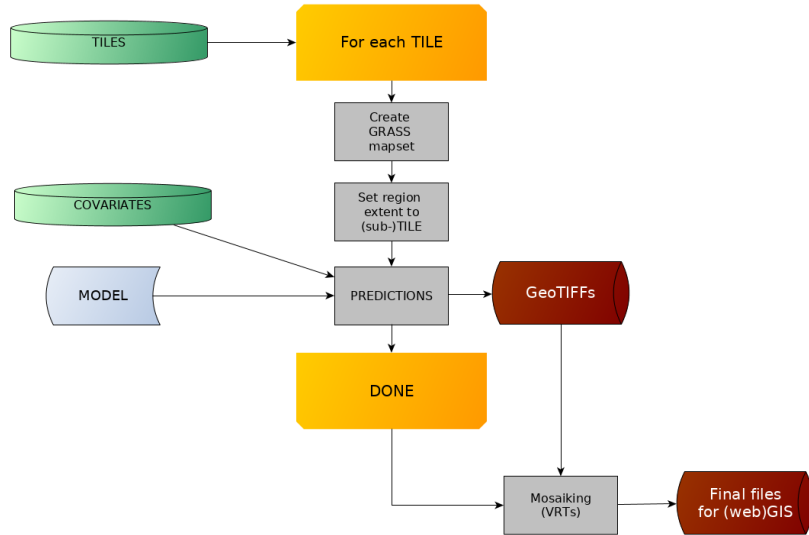 TILES
For each TILE
Create
GRASS
mapset
COVARIATES
Set region
extent to
(sub-)TILE
MODEL
PREDICTIONS
GeoTIFFs
DONE
Mosaiking
(VRTs)
Final files
for (web)GIS